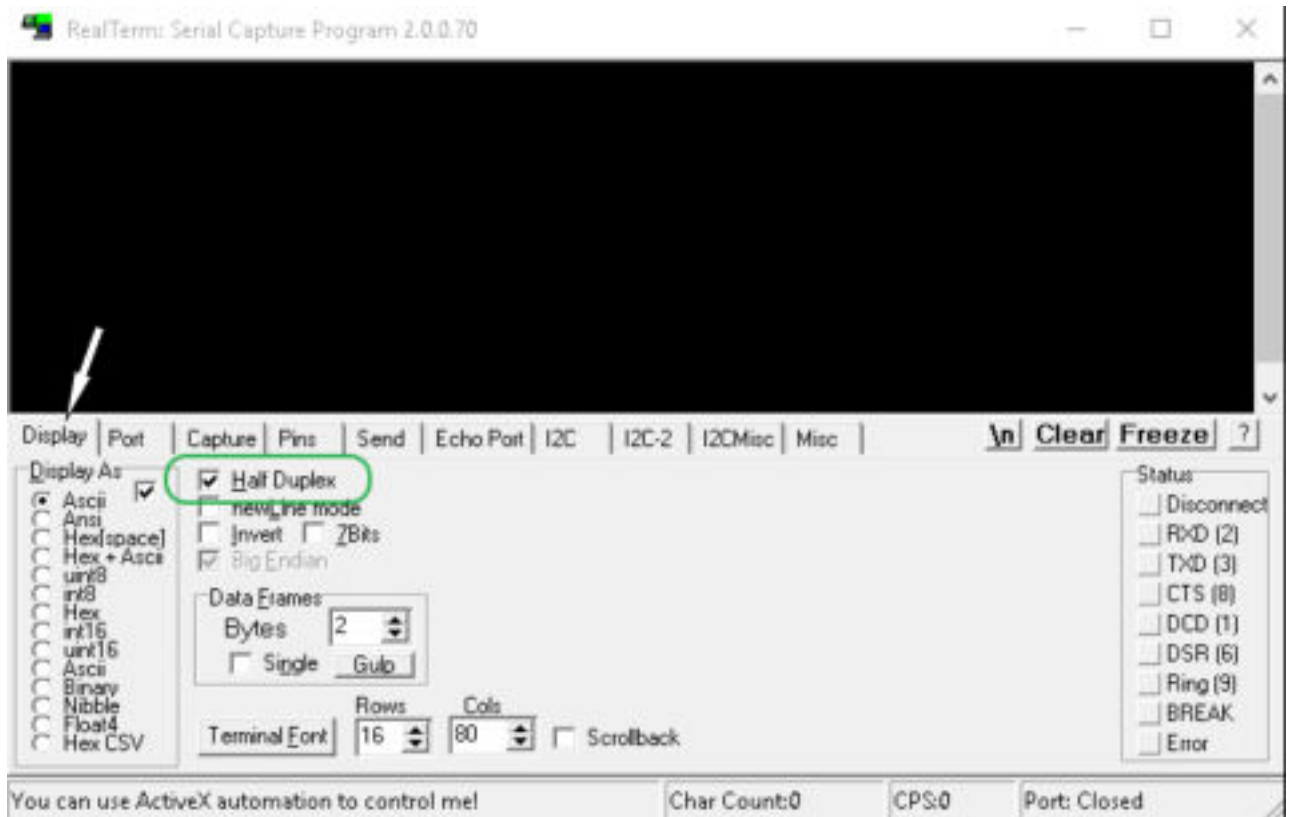 RealTerm: Serial Capture Program 2.0.0.70
Display Port Capture Pins Send Echo Port I2C I2C-2 I2CMisc Misc \n Clear Freeze ?
Display As
Ascii
Ansi
Hex[space]
Hex + Ascii
uint8
int8
Hex
int16
uint16
Ascii
Binary
Nibble
Float4
Hex CSV
Half Duplex
newLine mode
Invert 7Bits
Big Endian
Data Frames
Bytes 2
Single Gulp
Rows Cols
Terminal Font 16 80 Scrollback
Status
Disconnect
RXD (2)
TXD (3)
CTS (8)
DCD (1)
DSR (6)
Ring (9)
BREAK
Error
You can use ActiveX automation to control me! Char Count:0 CPS:0 Port: Closed